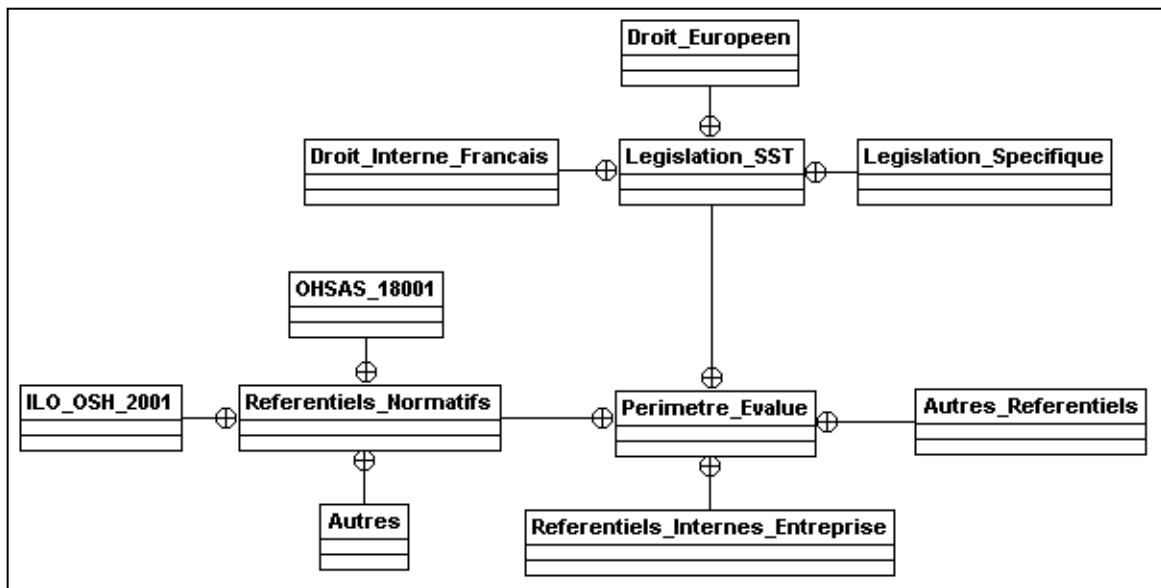 Droit_Europeen
Droit_Interne_Francais
Legislation_SST
Legislation_Specifique
OHSAS_18001
ILO_OSH_2001
Referentiels_Normatifs
Perimetre_Evalue
Autres_Referentiels
Autres
Referentiels_Internes_Entreprise